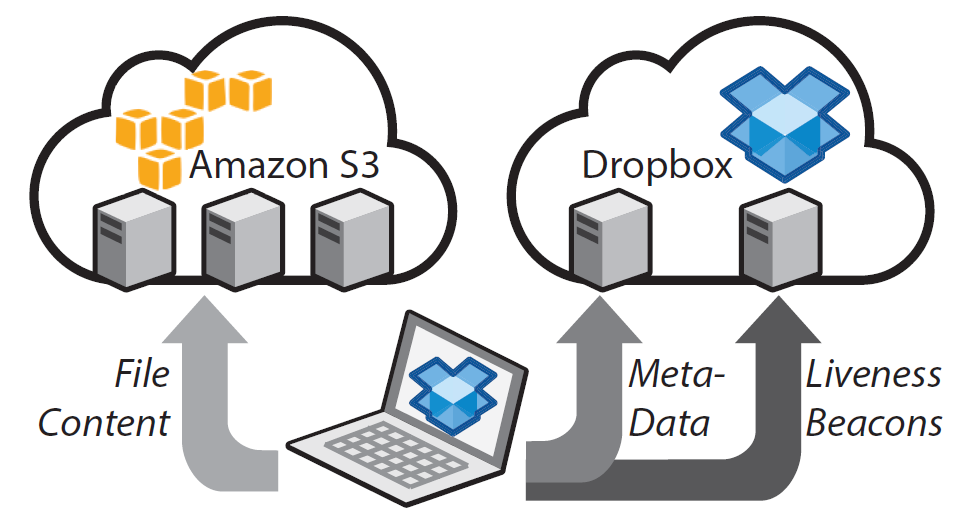 Amazon S3
Dropbox
File
Content
Meta-
Data
Liveness
Beacons